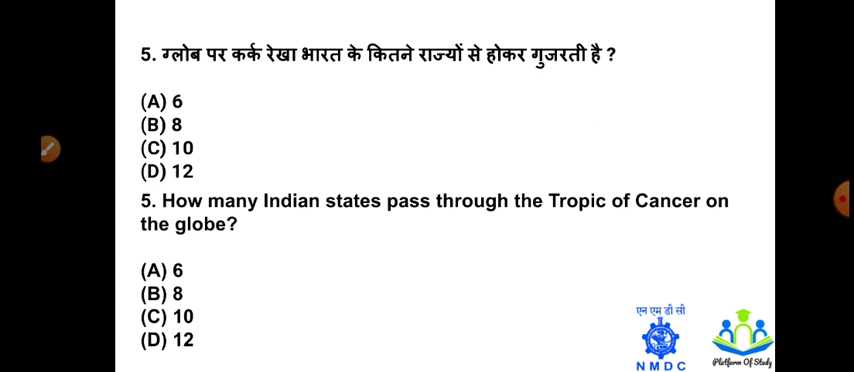 5. ग्लोब पर कर्क रेखा भारत के कितने राज्यों से होकर गुजरती है ?
(A) 6
(B) 8
(C) 10
(D) 12
5. How many Indian states pass through the Tropic of Cancer on
the globe?
(A) 6
(B) 8
(C) 10
(D) 12
एन एम डी सी
NMDC
Platform Of Study